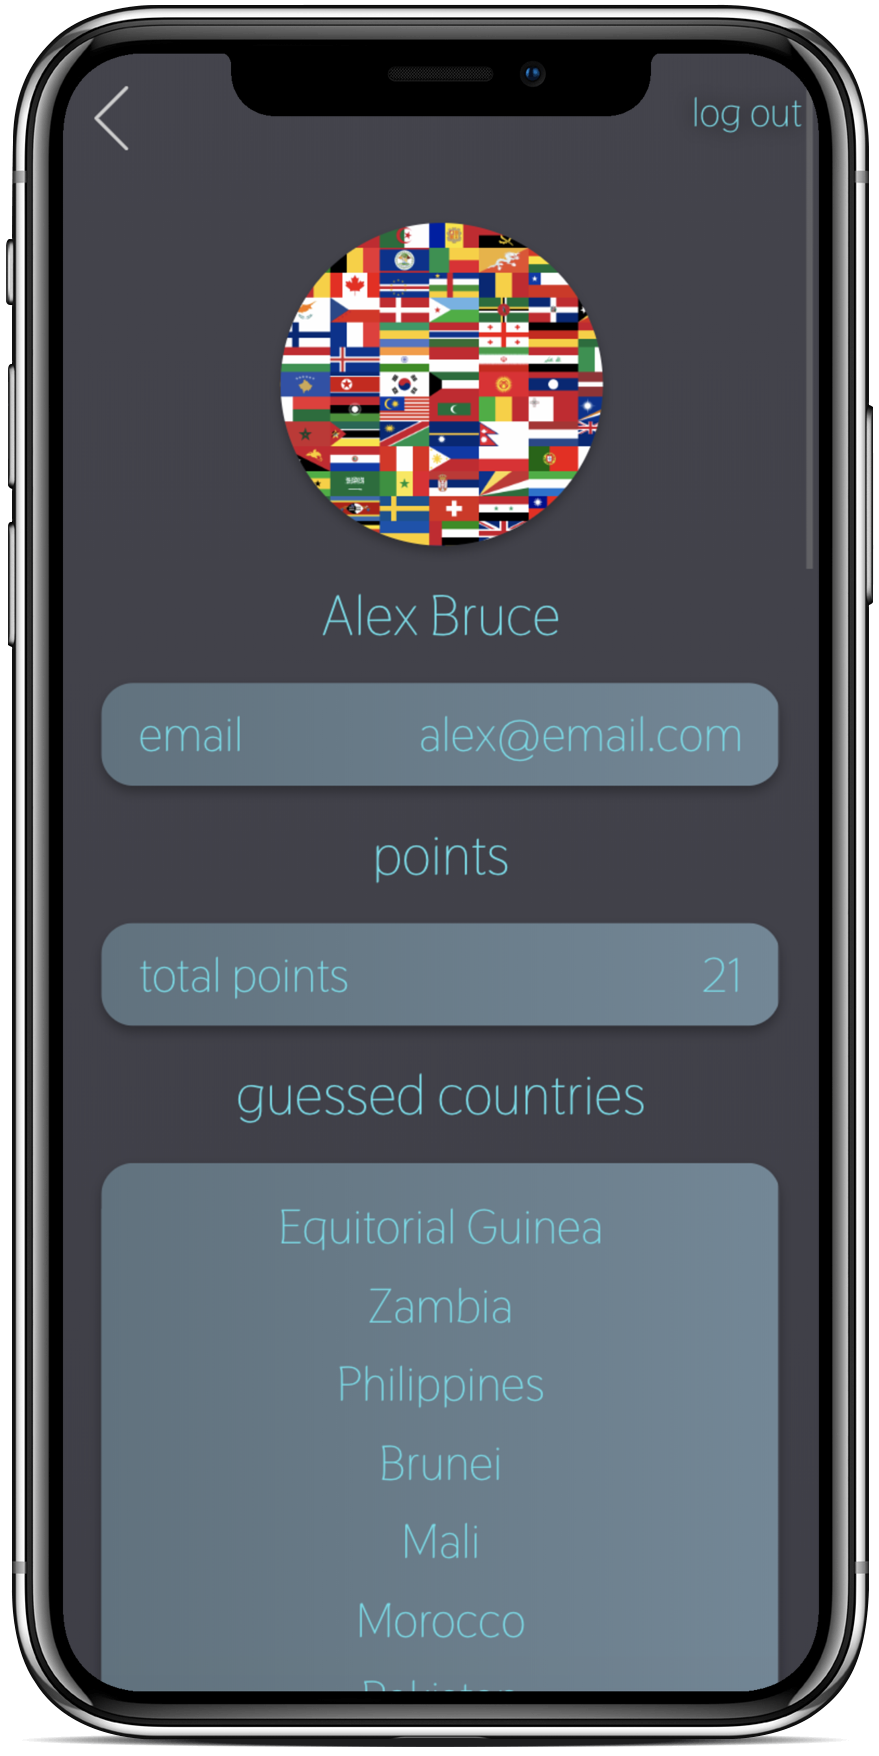 log out
Alex Bruce
email alex@email.com
points
total points 21
guessed countries
Equitorial Guinea
Zambia
Philippines
Brunei
Mali
Morocco
Pakistan